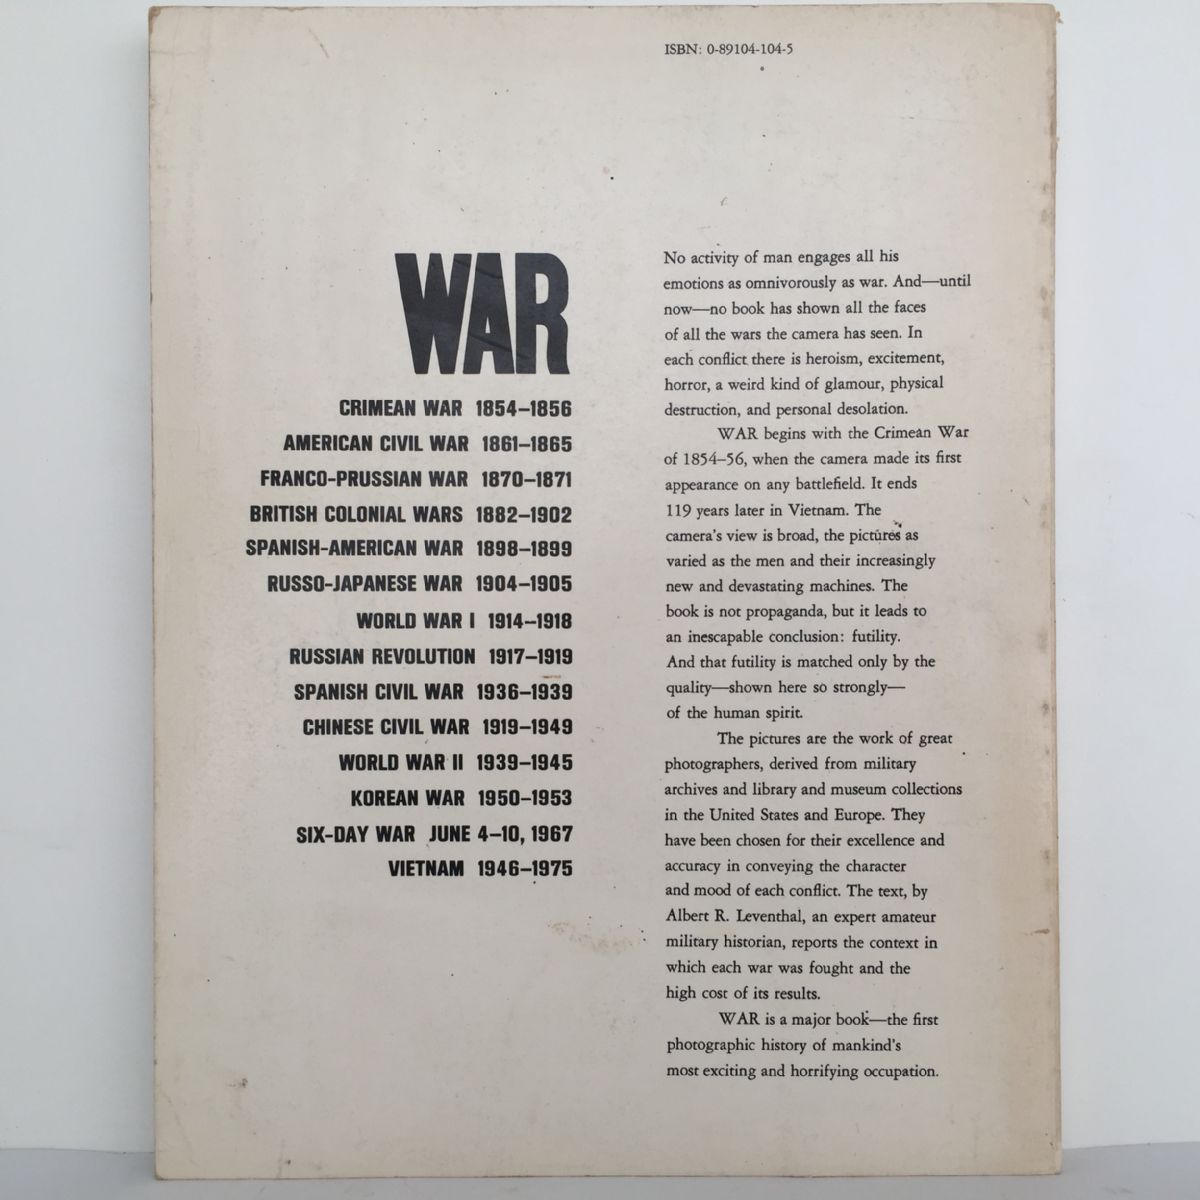 ISBN: 0-89104-104-5
WAR
CRIMEAN WAR 1854–1856
AMERICAN CIVIL WAR 1861–1865
FRANCO-PRUSSIAN WAR 1870–1871
BRITISH COLONIAL WARS 1882–1902
SPANISH-AMERICAN WAR 1898–1899
RUSSO-JAPANESE WAR 1904–1905
WORLD WAR I 1914–1918
RUSSIAN REVOLUTION 1917–1919
SPANISH CIVIL WAR 1936–1939
CHINESE CIVIL WAR 1919–1949
WORLD WAR II 1939–1945
KOREAN WAR 1950–1953
SIX-DAY WAR JUNE 4–10, 1967
VIETNAM 1946–1975
No activity of man engages all his
emotions as omnivorously as war. And—until
now—no book has shown all the faces
of all the wars the camera has seen. In
each conflict there is heroism, excitement,
horror, a weird kind of glamour, physical
destruction, and personal desolation.
WAR begins with the Crimean War
of 1854–56, when the camera made its first
appearance on any battlefield. It ends
119 years later in Vietnam. The
camera's view is broad, the pictures as
varied as the men and their increasingly
new and devastating machines. The
book is not propaganda, but it leads to
an inescapable conclusion: futility.
And that futility is matched only by the
quality—shown here so strongly—
of the human spirit.
The pictures are the work of great
photographers, derived from military
archives and library and museum collections
in the United States and Europe. They
have been chosen for their excellence and
accuracy in conveying the character
and mood of each conflict. The text, by
Albert R. Leventhal, an expert amateur
military historian, reports the context in
which each war was fought and the
high cost of its results.
WAR is a major book—the first
photographic history of mankind's
most exciting and horrifying occupation.